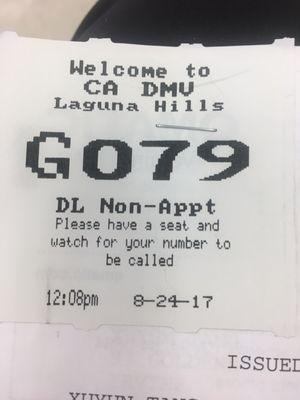 Welcome to
CA DMV
Laguna Hills
G079
DL Non-Appt
Please have a seat and
watch for your number to
be called
12:08pm 8-24-17
ISSUED